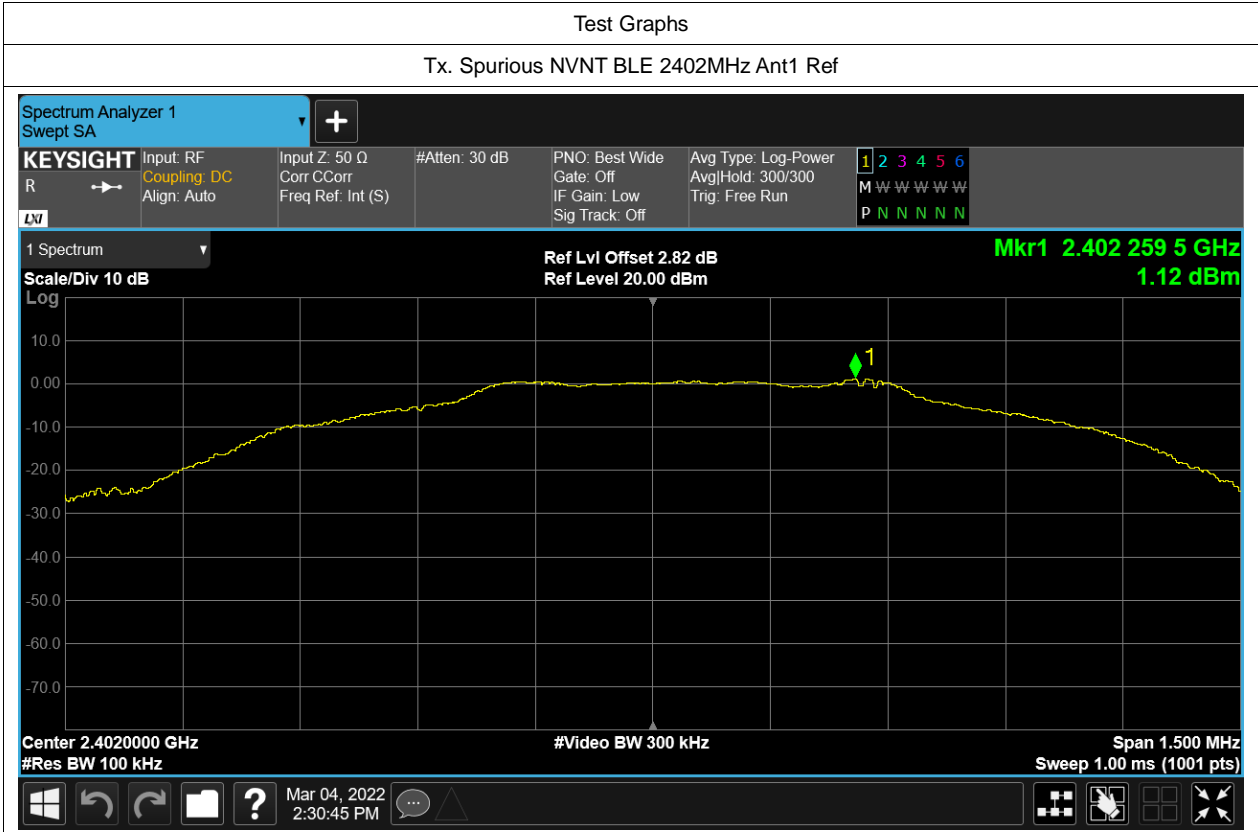 Test Graphs
Tx. Spurious NVNT BLE 2402MHz Ant1 Ref
Spectrum Analyzer 1
Swept SA
+
KEYSIGHT
R
LXI
Input: RF
Coupling: DC
Align: Auto
Input Z: 50 Ω
Corr CCorr
Freq Ref: Int (S)
#Atten: 30 dB
PNO: Best Wide
Gate: Off
IF Gain: Low
Sig Track: Off
Avg Type: Log-Power
Avg|Hold: 300/300
Trig: Free Run
1 2 3 4 5 6
M W W W W W
P N N N N N
1 Spectrum
Scale/Div 10 dB
Ref Lvl Offset 2.82 dB
Ref Level 20.00 dBm
Mkr1 2.402 259 5 GHz
1.12 dBm
Log
10.0
0.00
-10.0
-20.0
-30.0
-40.0
-50.0
-60.0
-70.0
1
Center 2.4020000 GHz
#Res BW 100 kHz
#Video BW 300 kHz
Span 1.500 MHz
Sweep 1.00 ms (1001 pts)
?
Mar 04, 2022
2:30:45 PM